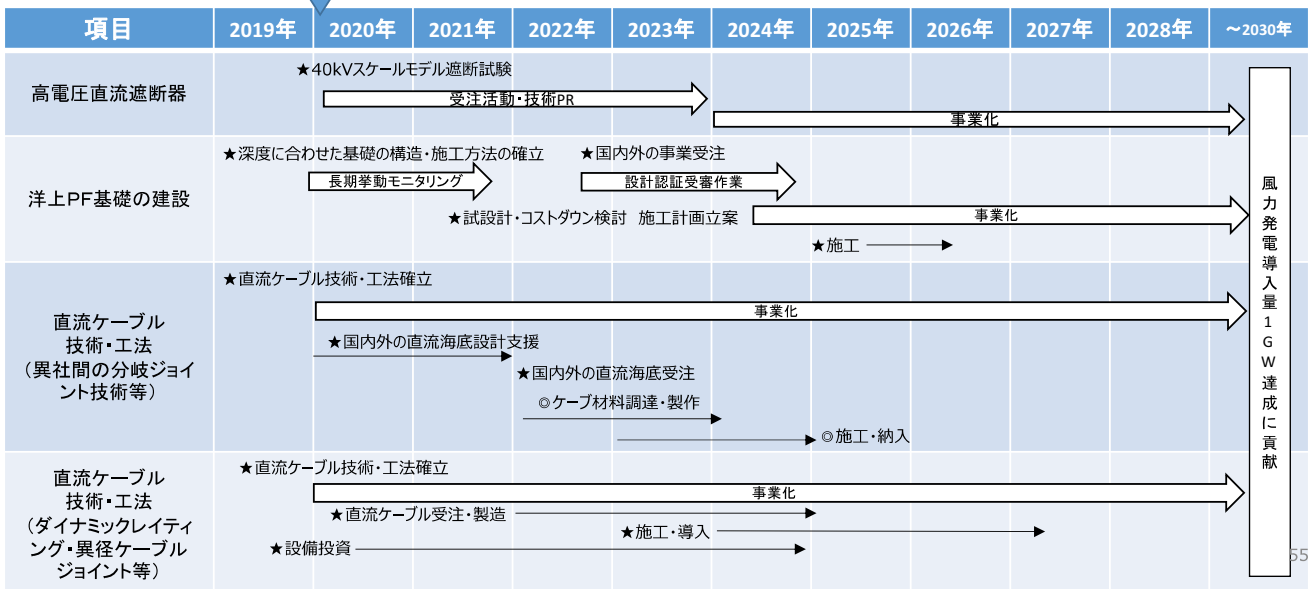 項目 2019年 2020年 2021年 2022年 2023年 2024年 2025年 2026年 2027年 2028年 ～2030年
高電圧直流遮断器
★40kVスケールモデル遮断試験
受注活動・技術PR
事業化
洋上PF基礎の建設
★深度に合わせた基礎の構造・施工方法の確立
★国内外の事業受注
長期挙動モニタリング
設計認証受審作業
★試設計・コストダウン検討　施工計画立案
事業化
★施工
直流ケーブル
技術・工法
（異社間の分岐ジョイ
ント技術等）
★直流ケーブル技術・工法確立
事業化
★国内外の直流海底設計支援
★国内外の直流海底受注
◎ケーブ材料調達・製作
◎施工・納入
直流ケーブル
技術・工法
（ダイナミックレイティ
ング・異径ケーブル
ジョイント等）
★直流ケーブル技術・工法確立
事業化
★直流ケーブル受注・製造
★施工・導入
★設備投資
風力発電導入量1GW達成に貢献
55